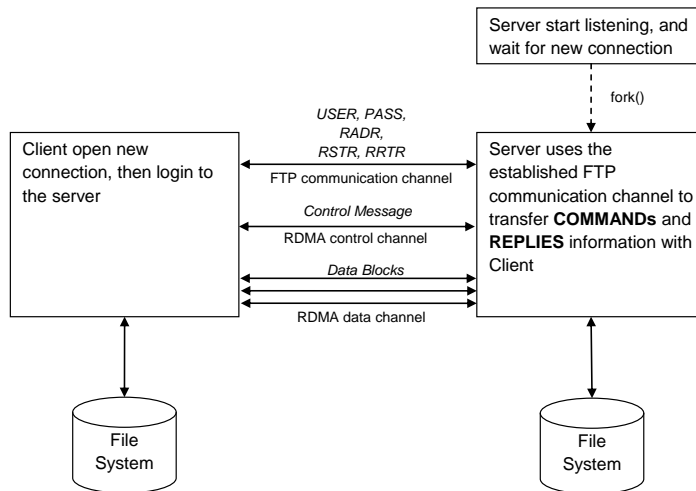 Server start listening, and
wait for new connection
fork()
Client open new
connection, then login to
the server
USER, PASS,
RADR,
RSTR, RRTR
FTP communication channel
Control Message
RDMA control channel
Data Blocks
RDMA data channel
Server uses the
established FTP
communication channel to
transfer COMMANDs and
REPLIES information with
Client
File
System
File
System